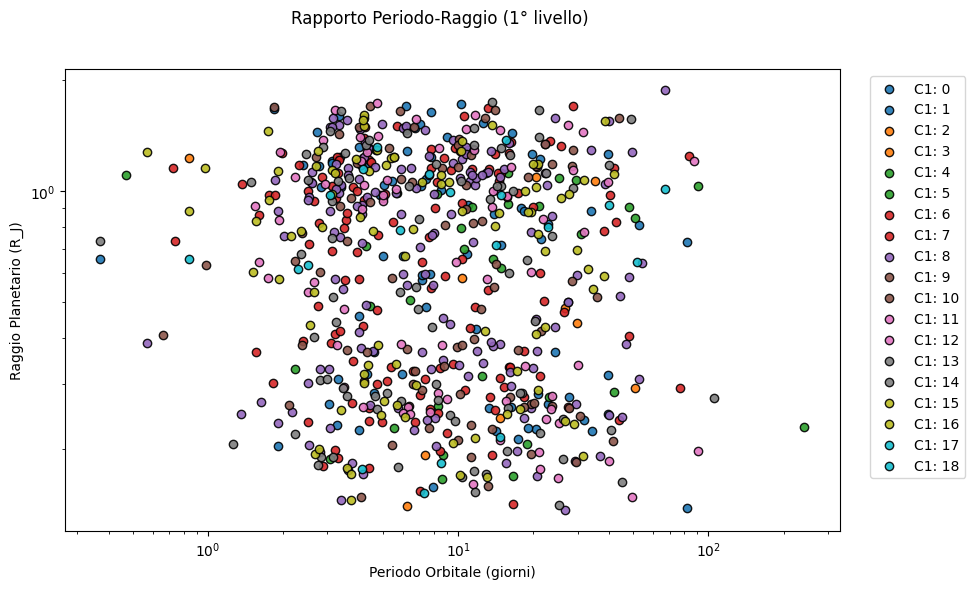 Rapporto Periodo-Raggio (1° livello)
Raggio Planetario (R_J)
10⁰
10⁰
10¹
10²
Periodo Orbitale (giorni)
C1: 0
C1: 1
C1: 2
C1: 3
C1: 4
C1: 5
C1: 6
C1: 7
C1: 8
C1: 9
C1: 10
C1: 11
C1: 12
C1: 13
C1: 14
C1: 15
C1: 16
C1: 17
C1: 18